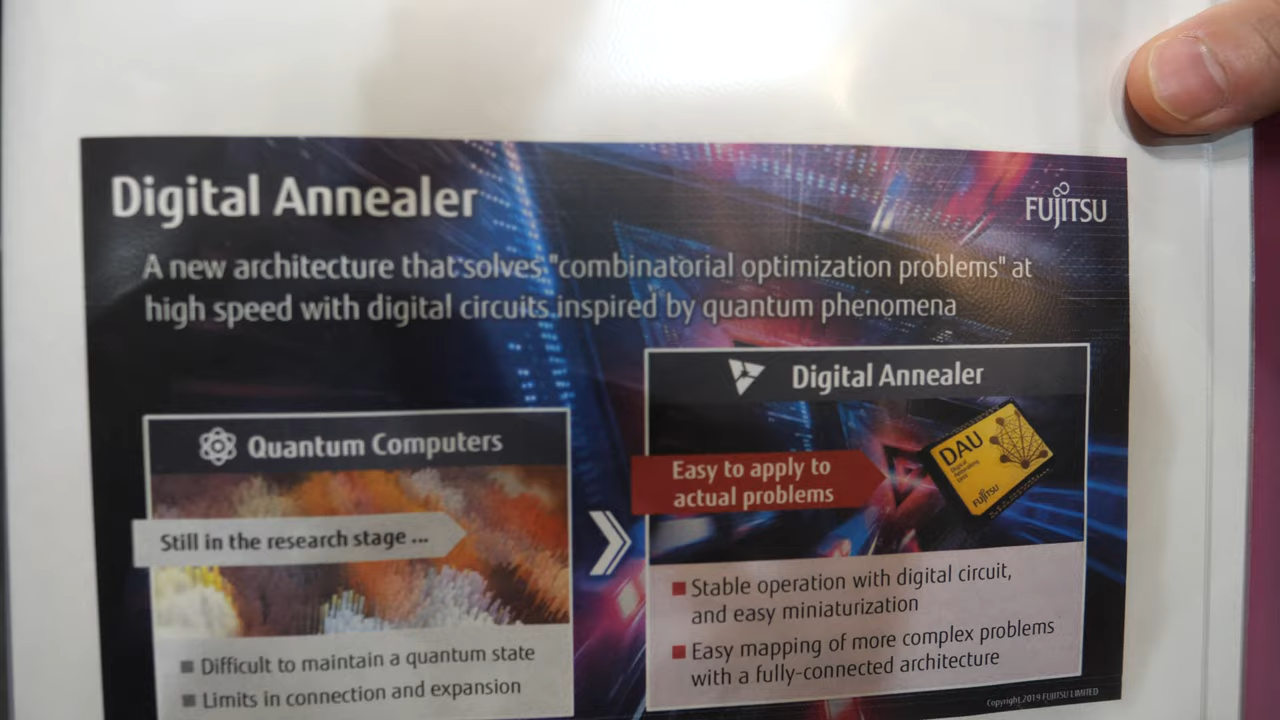 Digital Annealer
FUJITSU
A new architecture that solves "combinatorial optimization problems" at
high speed with digital circuits inspired by quantum phenomena
Quantum Computers
Still in the research stage ...
Difficult to maintain a quantum state
Limits in connection and expansion
Digital Annealer
Easy to apply to
actual problems
DAU
Digital
Annealing
Unit
FUJITSU
Stable operation with digital circuit,
and easy miniaturization
Easy mapping of more complex problems
with a fully-connected architecture
Copyright 2019 FUJITSU LIMITED